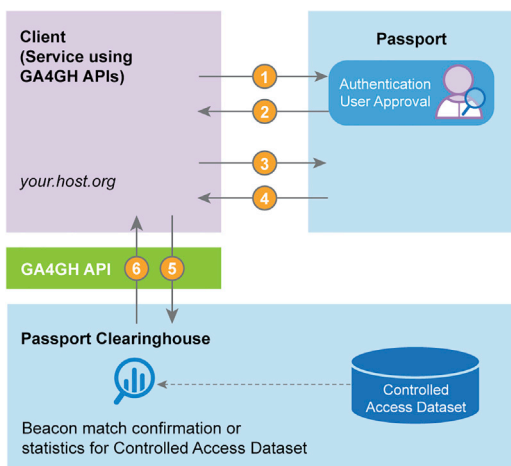 Client
(Service using
GA4GH APIs)
your.host.org
Passport
Authentication
User Approval
1
2
3
4
GA4GH API
6
5
Passport Clearinghouse
Beacon match confirmation or
statistics for Controlled Access Dataset
Controlled
Access Dataset